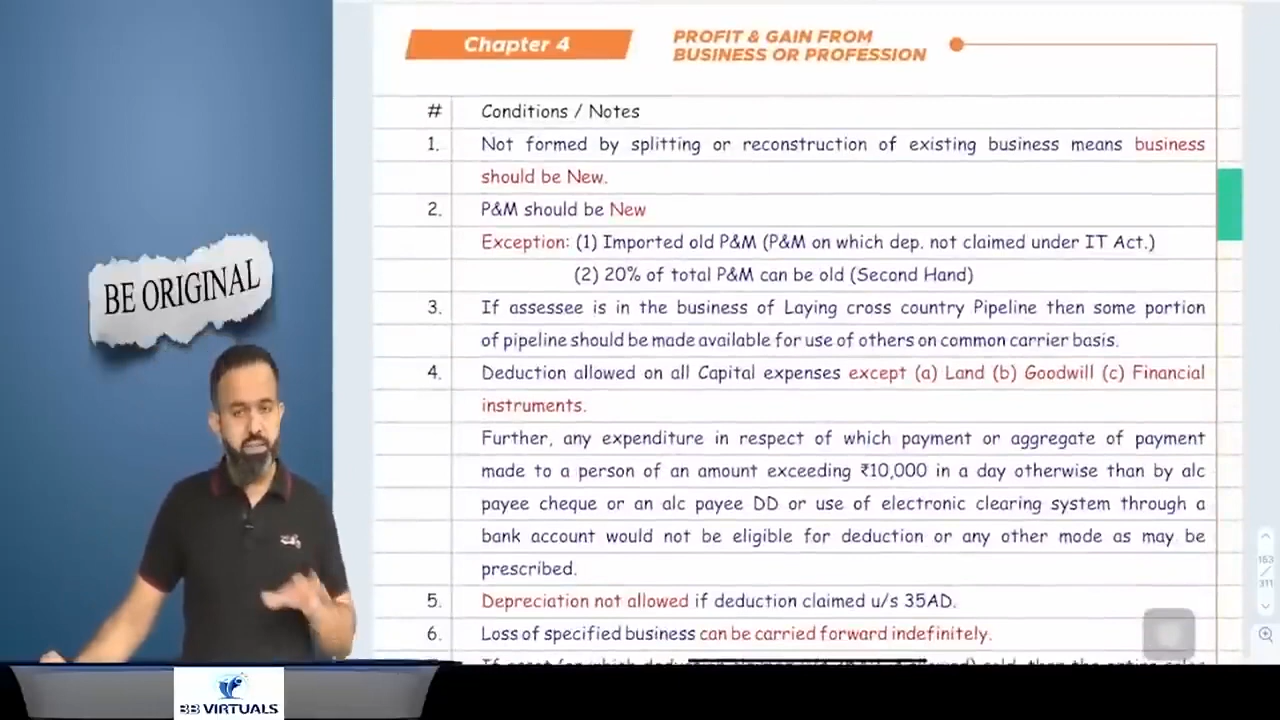 Chapter 4
PROFIT & GAIN FROM
BUSINESS OR PROFESSION
# Conditions / Notes
1. Not formed by splitting or reconstruction of existing business means business
should be New.
2. P&M should be New
Exception: (1) Imported old P&M (P&M on which dep. not claimed under IT Act.)
(2) 20% of total P&M can be old (Second Hand)
3. If assessee is in the business of Laying cross country Pipeline then some portion
of pipeline should be made available for use of others on common carrier basis.
4. Deduction allowed on all Capital expenses except (a) Land (b) Goodwill (c) Financial
instruments.
Further, any expenditure in respect of which payment or aggregate of payment
made to a person of an amount exceeding ₹10,000 in a day otherwise than by alc
payee cheque or an alc payee DD or use of electronic clearing system through a
bank account would not be eligible for deduction or any other mode as may be
prescribed.
5. Depreciation not allowed if deduction claimed u/s 35AD.
6. Loss of specified business can be carried forward indefinitely.
BE ORIGINAL
BB VIRTUALS
163
/
311